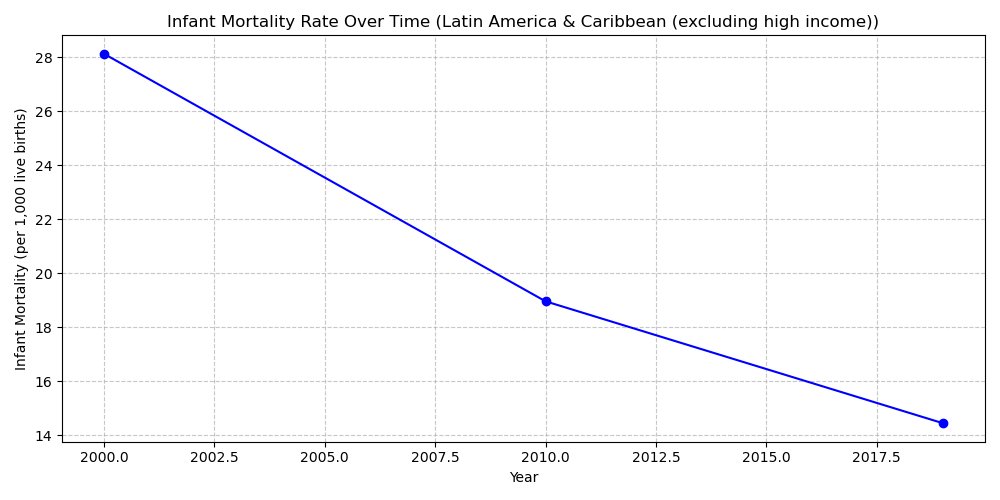 Infant Mortality Rate Over Time (Latin America & Caribbean (excluding high income))
Infant Mortality (per 1,000 live births)
28
26
24
22
20
18
16
14
2000.0 2002.5 2005.0 2007.5 2010.0 2012.5 2015.0 2017.5
Year